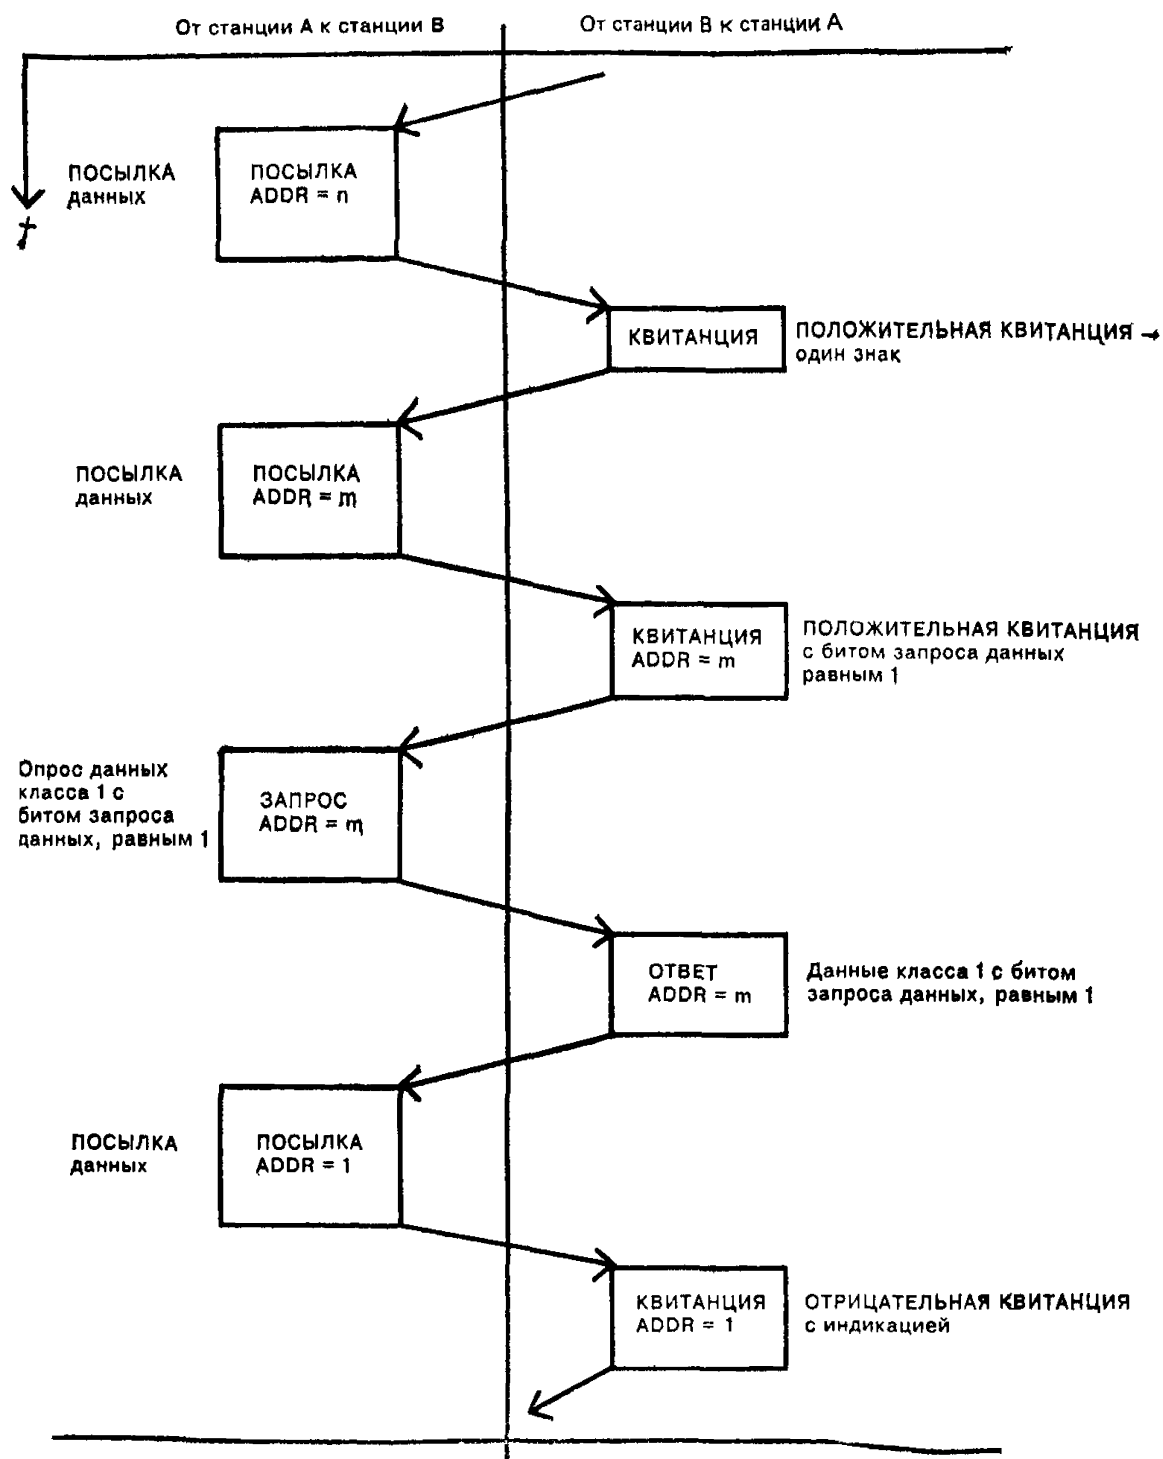 От станции А к станции В
От станции В к станции А
t
ПОСЫЛКА
данных
ПОСЫЛКА
ADDR = n
КВИТАНЦИЯ
ПОЛОЖИТЕЛЬНАЯ КВИТАНЦИЯ →
один знак
ПОСЫЛКА
данных
ПОСЫЛКА
ADDR = m
КВИТАНЦИЯ
ADDR = m
ПОЛОЖИТЕЛЬНАЯ КВИТАНЦИЯ
с битом запроса данных
равным 1
Опрос данных
класса 1 с
битом запроса
данных, равным 1
ЗАПРОС
ADDR = m
ОТВЕТ
ADDR = m
Данные класса 1 с битом
запроса данных, равным 1
ПОСЫЛКА
данных
ПОСЫЛКА
ADDR = 1
КВИТАНЦИЯ
ADDR = 1
ОТРИЦАТЕЛЬНАЯ КВИТАНЦИЯ
с индикацией